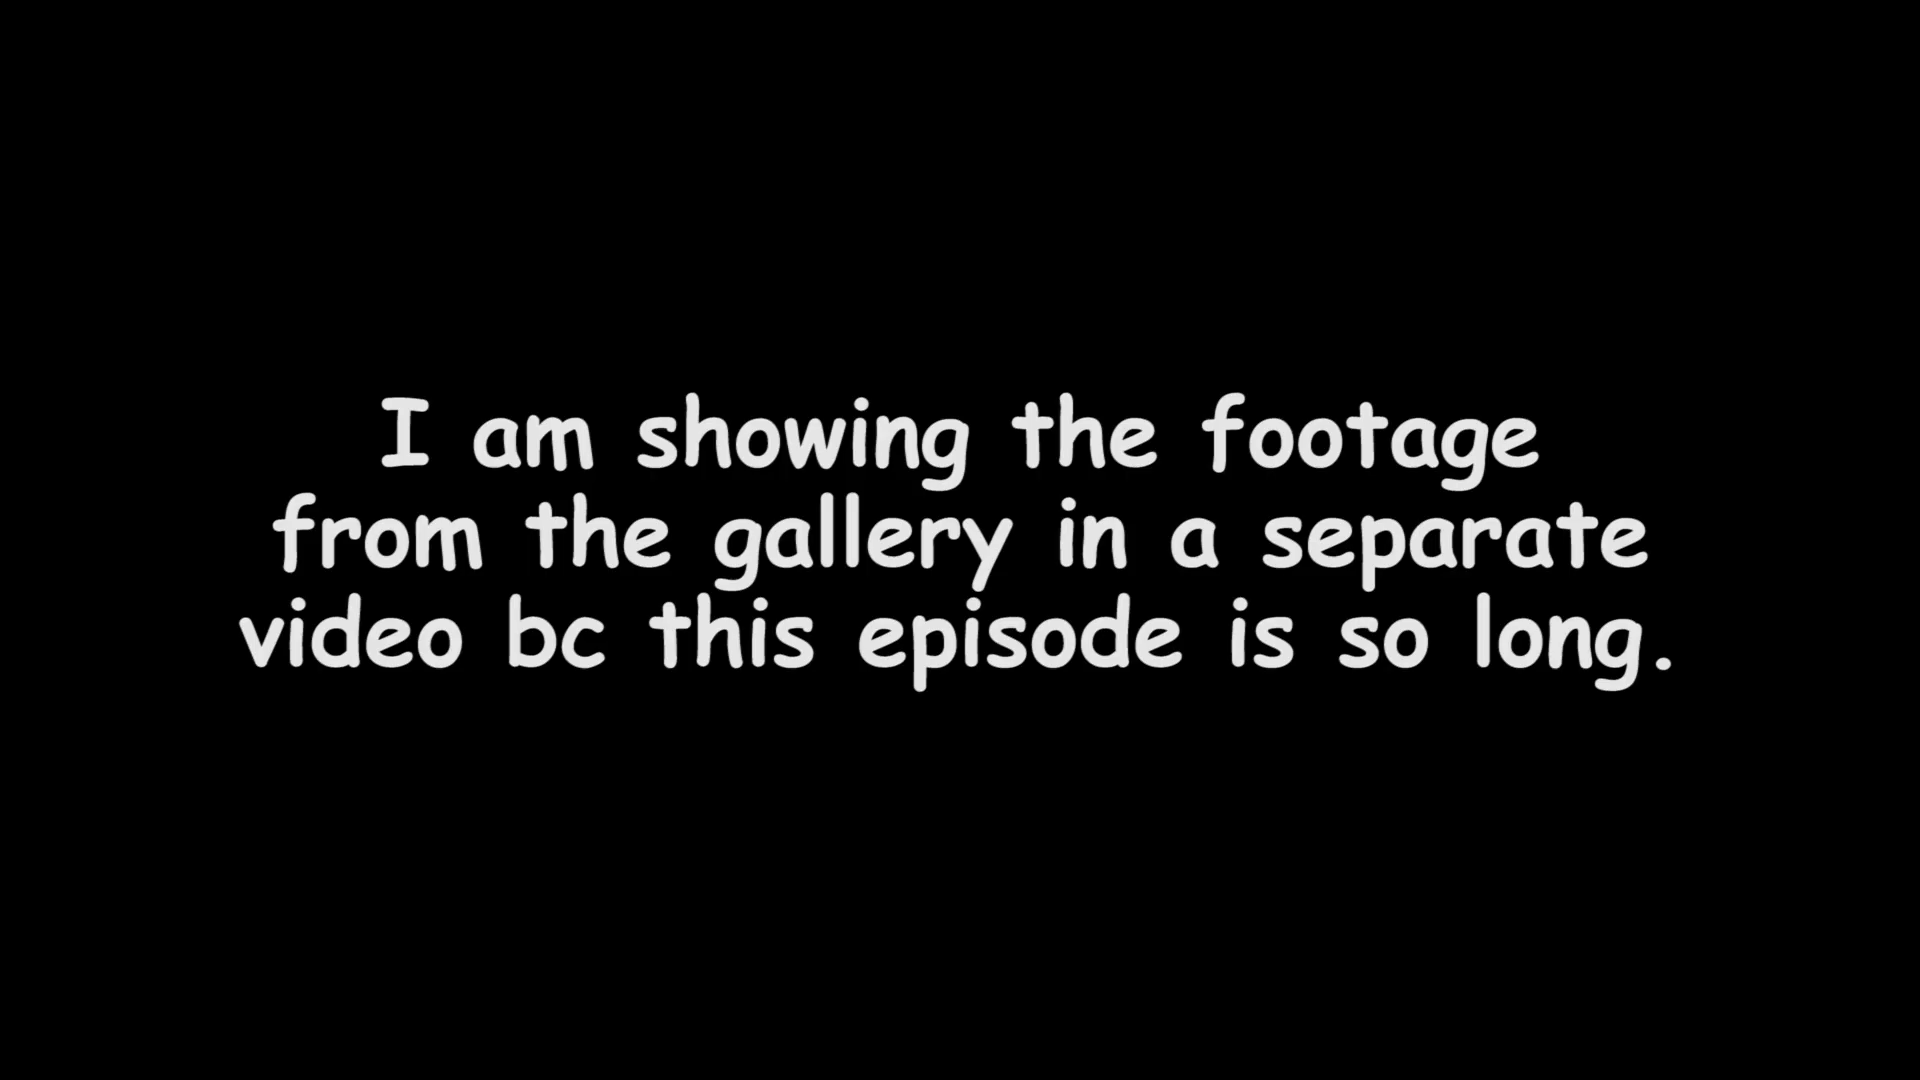 I am showing the footage
from the gallery in a separate
video bc this episode is so long.